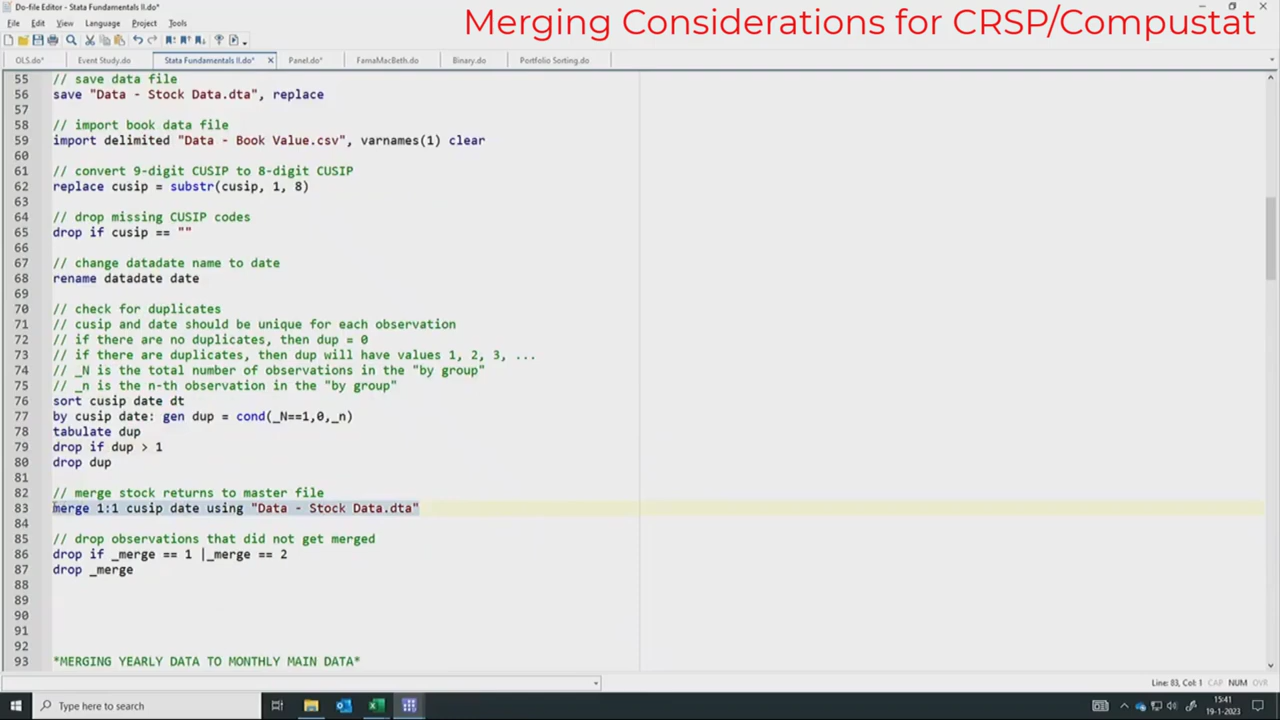 Do-file Editor - Stata Fundamentals II.do*
Merging Considerations for CRSP/Compustat
File Edit View Language Project Tools
OLS.do* Event Study.do Stata Fundamentals II.do* Panel.do* FamaMacBeth.do Binary.do Portfolio Sorting.do
55 // save data file
56 save "Data - Stock Data.dta", replace
57
58 // import book data file
59 import delimited "Data - Book Value.csv", varnames(1) clear
60
61 // convert 9-digit CUSIP to 8-digit CUSIP
62 replace cusip = substr(cusip, 1, 8)
63
64 // drop missing CUSIP codes
65 drop if cusip == ""
66
67 // change datadate name to date
68 rename datadate date
69
70 // check for duplicates
71 // cusip and date should be unique for each observation
72 // if there are no duplicates, then dup = 0
73 // if there are duplicates, then dup will have values 1, 2, 3, ...
74 // _N is the total number of observations in the "by group"
75 // _n is the n-th observation in the "by group"
76 sort cusip date dt
77 by cusip date: gen dup = cond(_N==1,0,_n)
78 tabulate dup
79 drop if dup > 1
80 drop dup
81
82 // merge stock returns to master file
83 merge 1:1 cusip date using "Data - Stock Data.dta"
84
85 // drop observations that did not get merged
86 drop if _merge == 1 |_merge == 2
87 drop _merge
88
89
90
91
92
93 *MERGING YEARLY DATA TO MONTHLY MAIN DATA*
Line: 83, Col: 1 CAP NUM OVR
Type here to search
15:41
19-1-2023